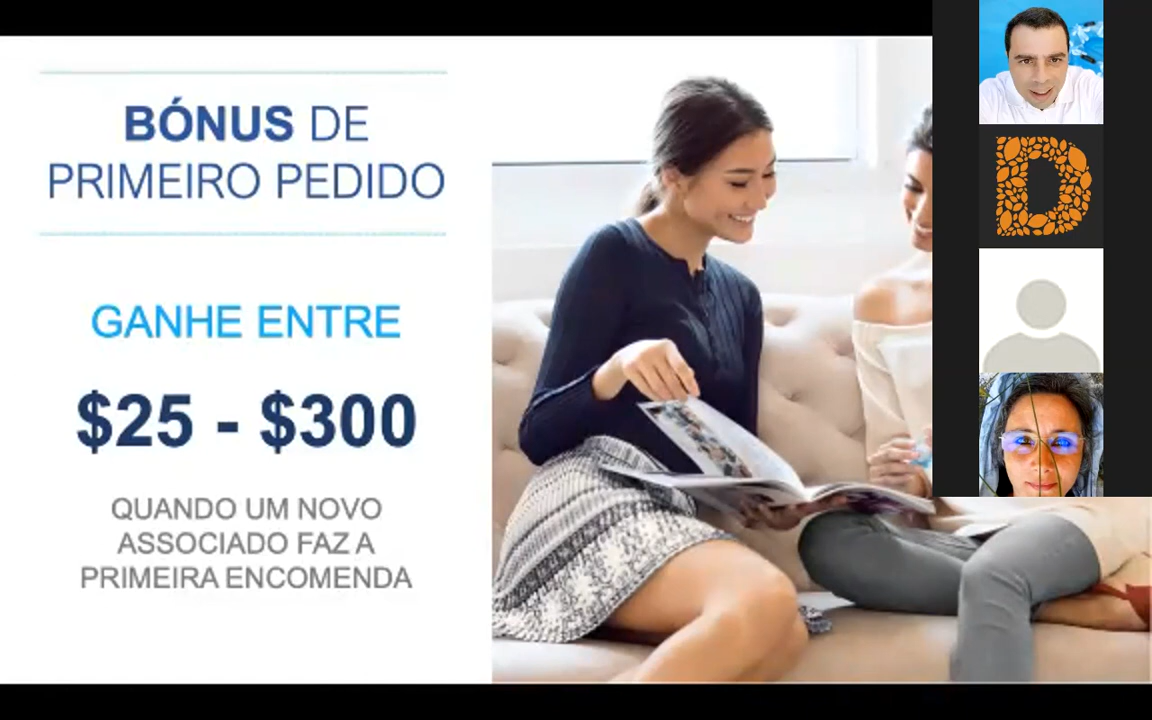 BÓNUS DE
PRIMEIRO PEDIDO
GANHE ENTRE
$25 - $300
QUANDO UM NOVO
ASSOCIADO FAZ A
PRIMEIRA ENCOMENDA
D